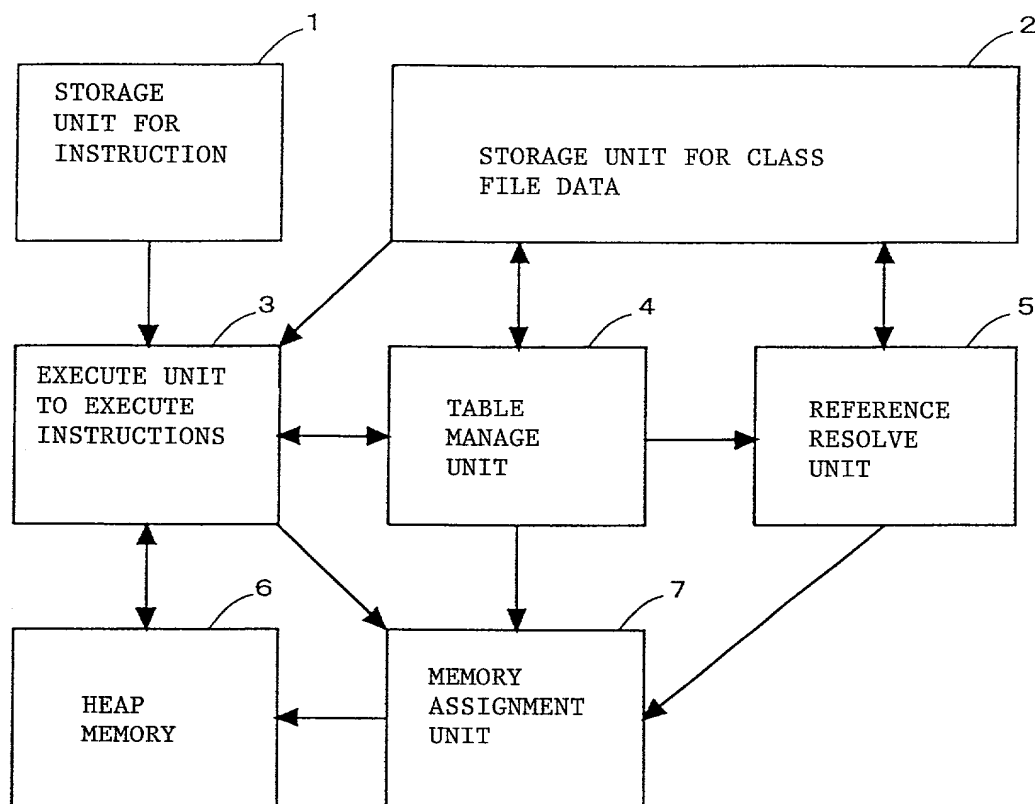 1
STORAGE
UNIT FOR
INSTRUCTION
2
STORAGE UNIT FOR CLASS
FILE DATA
3
EXECUTE UNIT
TO EXECUTE
INSTRUCTIONS
4
TABLE
MANAGE
UNIT
5
REFERENCE
RESOLVE
UNIT
6
HEAP
MEMORY
7
MEMORY
ASSIGNMENT
UNIT